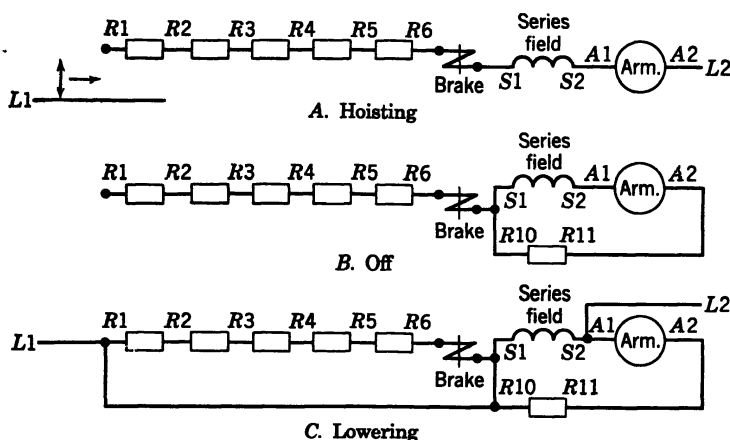 R1 R2 R3 R4 R5 R6
Series
field
A1 A2
Arm.
L2
S1 S2
Brake
L1
A. Hoisting
R1 R2 R3 R4 R5 R6
Series
field
A1 A2
Arm.
S1 S2
Brake
R10 R11
B. Off
R1 R2 R3 R4 R5 R6
Series
field
L2
A1 A2
L1
Arm.
S1 S2
Brake
R10 R11
C. Lowering